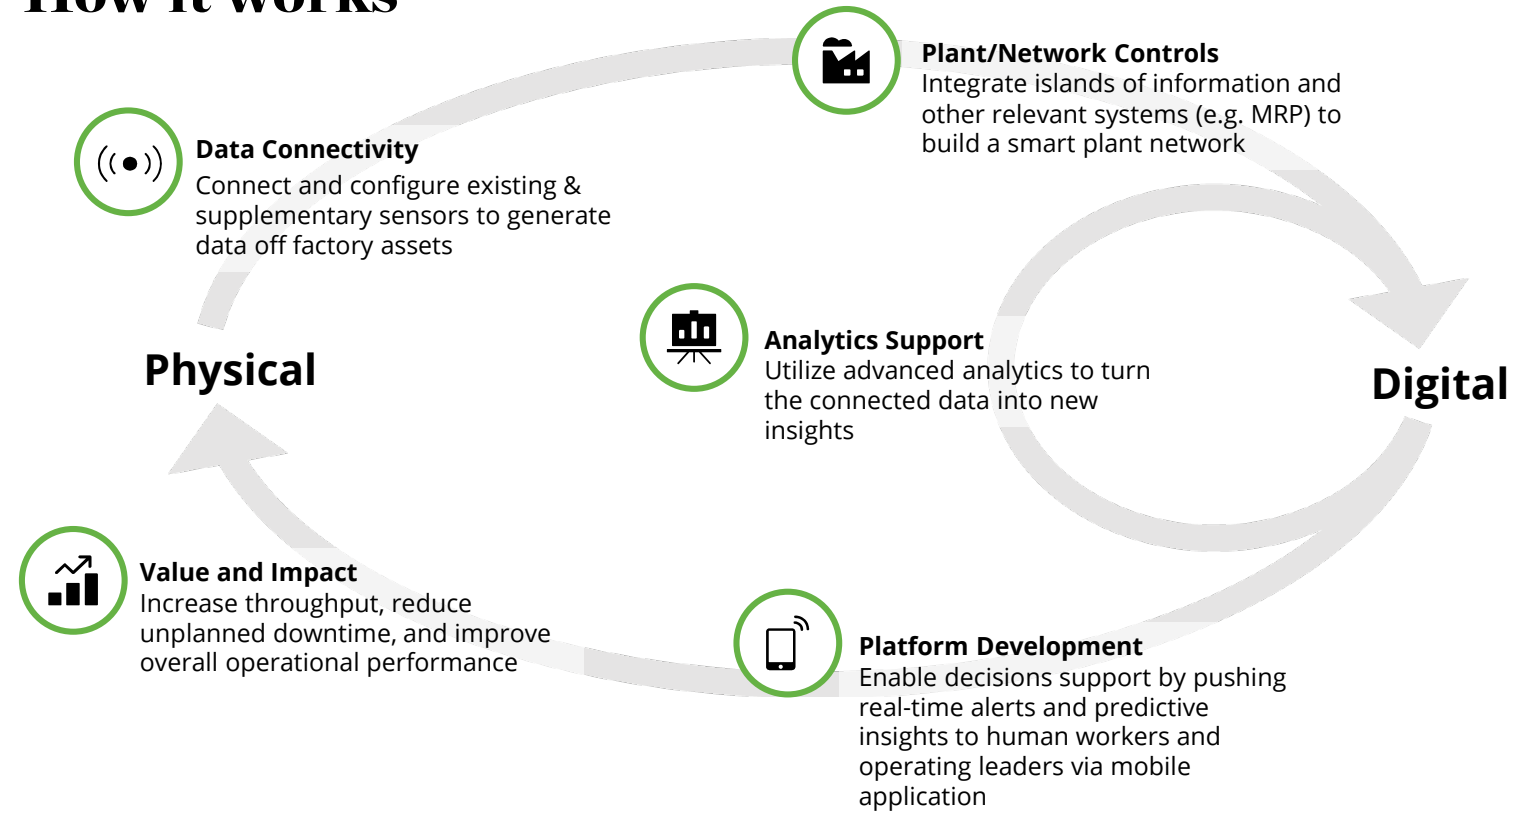 How it works
Plant/Network Controls
Integrate islands of information and
other relevant systems (e.g. MRP) to
build a smart plant network
Data Connectivity
Connect and configure existing &
supplementary sensors to generate
data off factory assets
Physical
Analytics Support
Utilize advanced analytics to turn
the connected data into new
insights
Digital
Value and Impact
Increase throughput, reduce
unplanned downtime, and improve
overall operational performance
Platform Development
Enable decisions support by pushing
real-time alerts and predictive
insights to human workers and
operating leaders via mobile
application